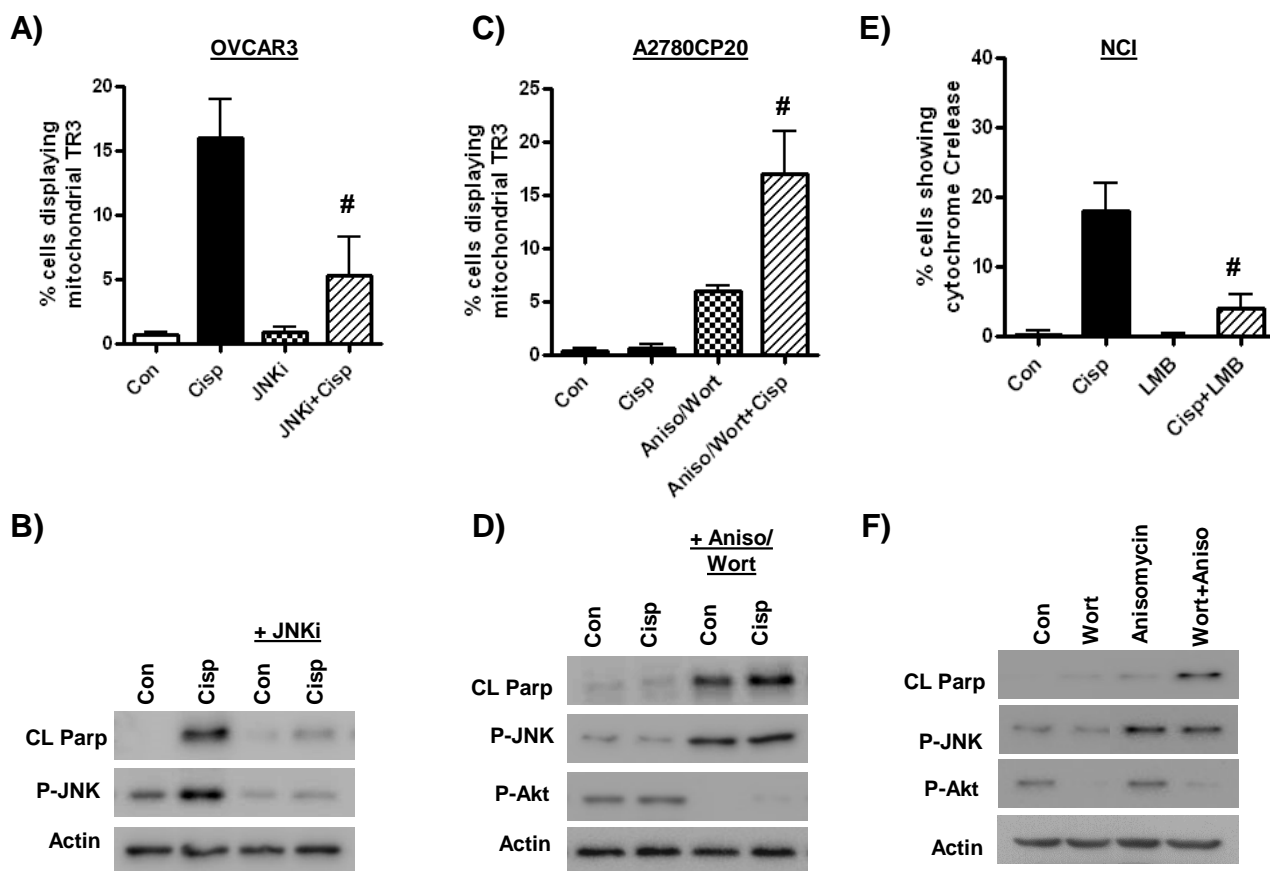 A)
OVCAR3
% cells displaying
mitochondrial TR3
20
15
10
5
0
Con
Cisp
JNKi
JNKi+Cisp
#
C)
A2780CP20
% cells displaying
mitochondrial TR3
25
20
15
10
5
0
Con
Cisp
Aniso/Wort
Aniso/Wort+Cisp
#
E)
NCI
% cells showing
cytochrome Crelease
40
30
20
10
0
Con
Cisp
LMB
Cisp+LMB
#
B)
+ JNKi
Con
Cisp
Con
Cisp
CL Parp
P-JNK
Actin
D)
+ Aniso/
Wort
Con
Cisp
Con
Cisp
CL Parp
P-JNK
P-Akt
Actin
F)
Con
Wort
Anisomycin
Wort+Aniso
CL Parp
P-JNK
P-Akt
Actin